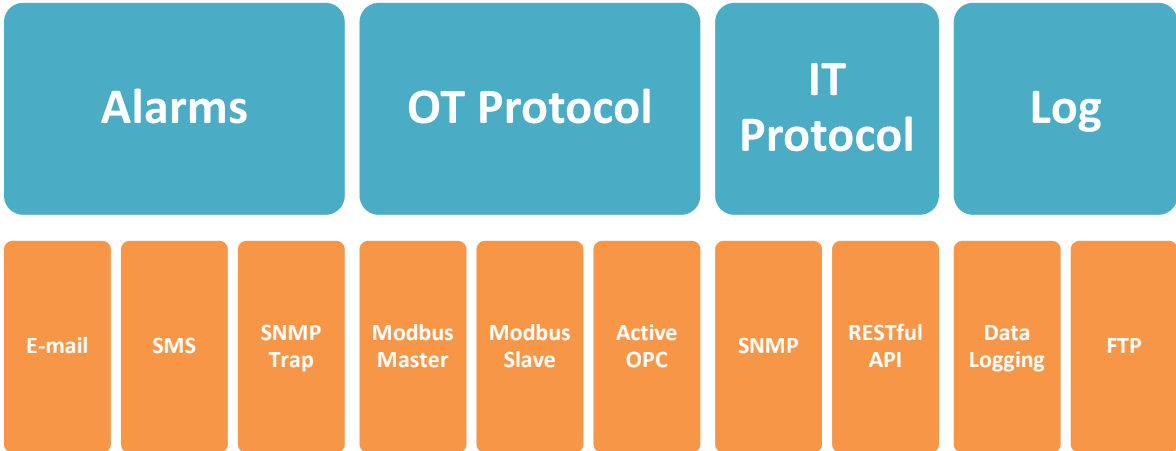 Alarms
OT Protocol
IT
Protocol
Log
E-mail
SMS
SNMP
Trap
Modbus
Master
Modbus
Slave
Active
OPC
SNMP
RESTful
API
Data
Logging
FTP